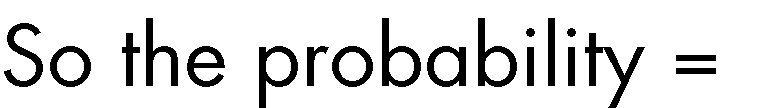 So the probability =